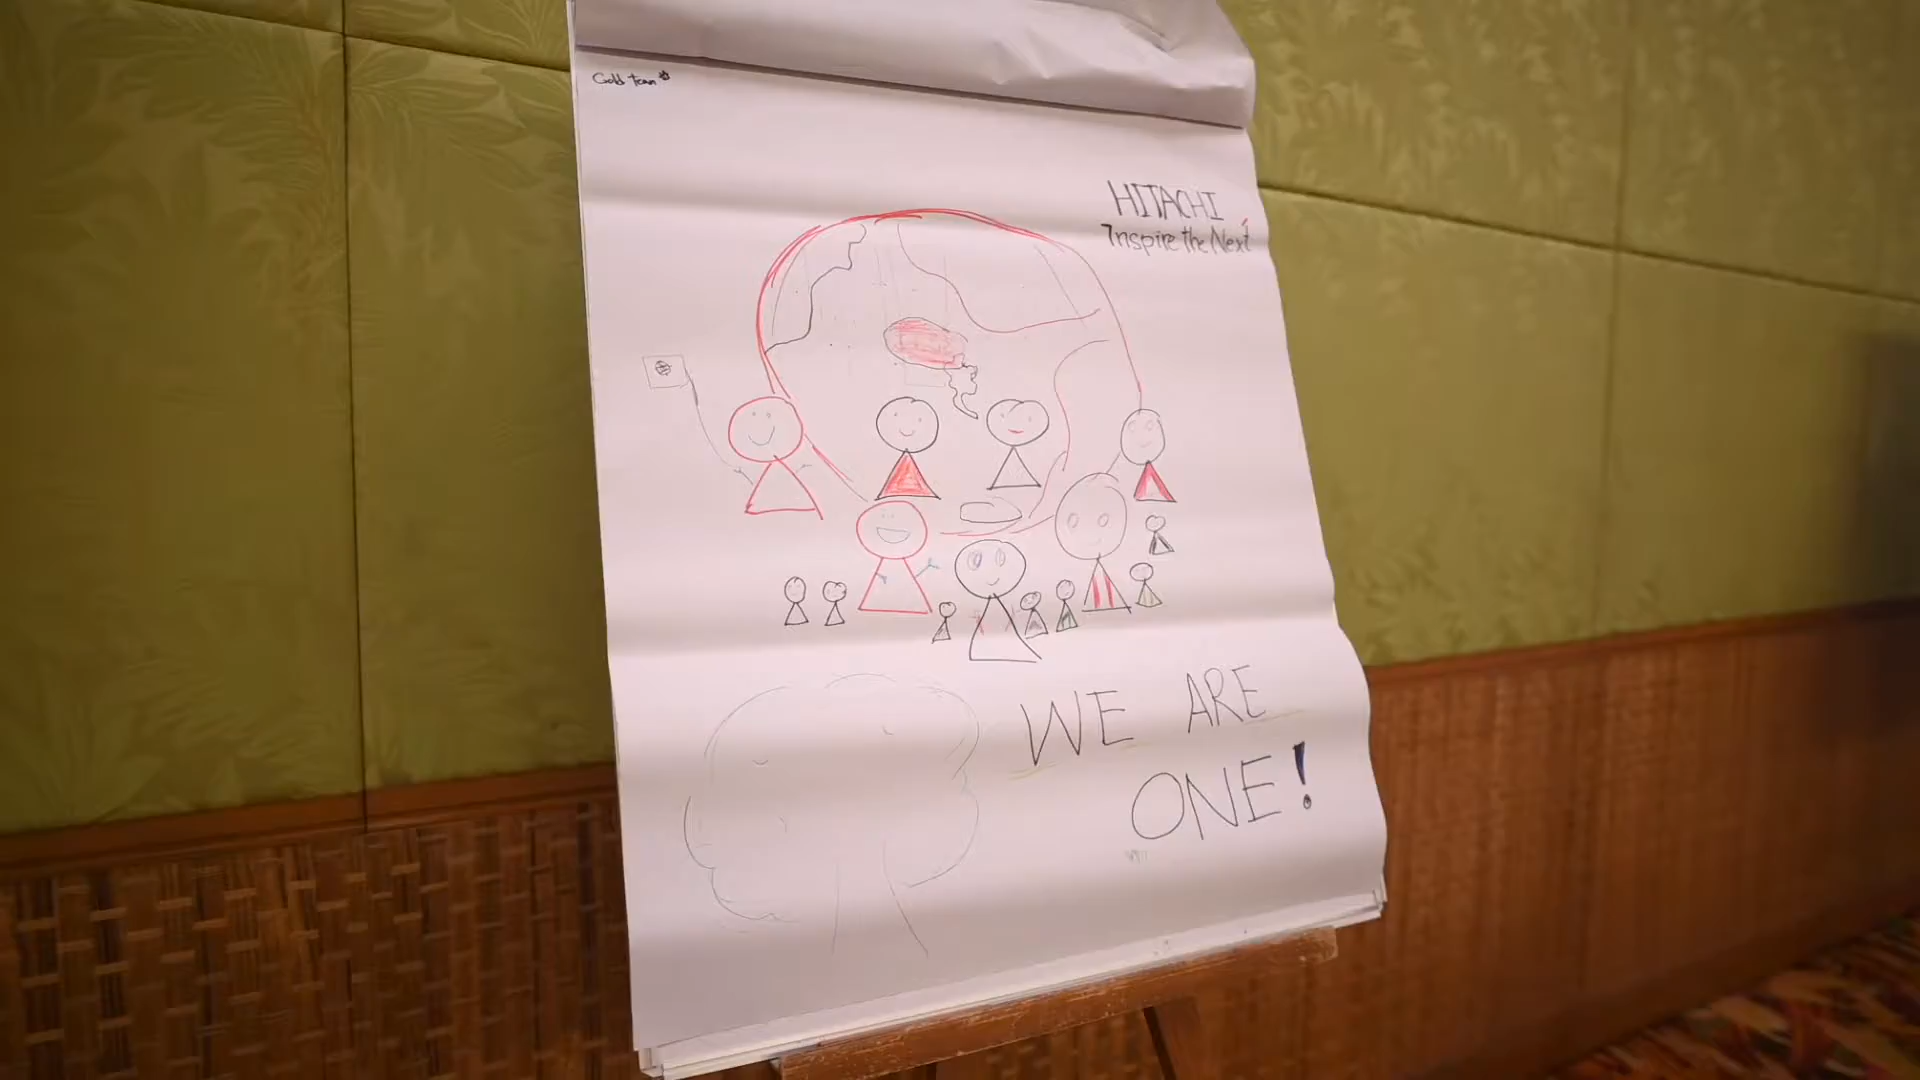 Gold Team
HITACHI
Inspire the Next
WE ARE
ONE!